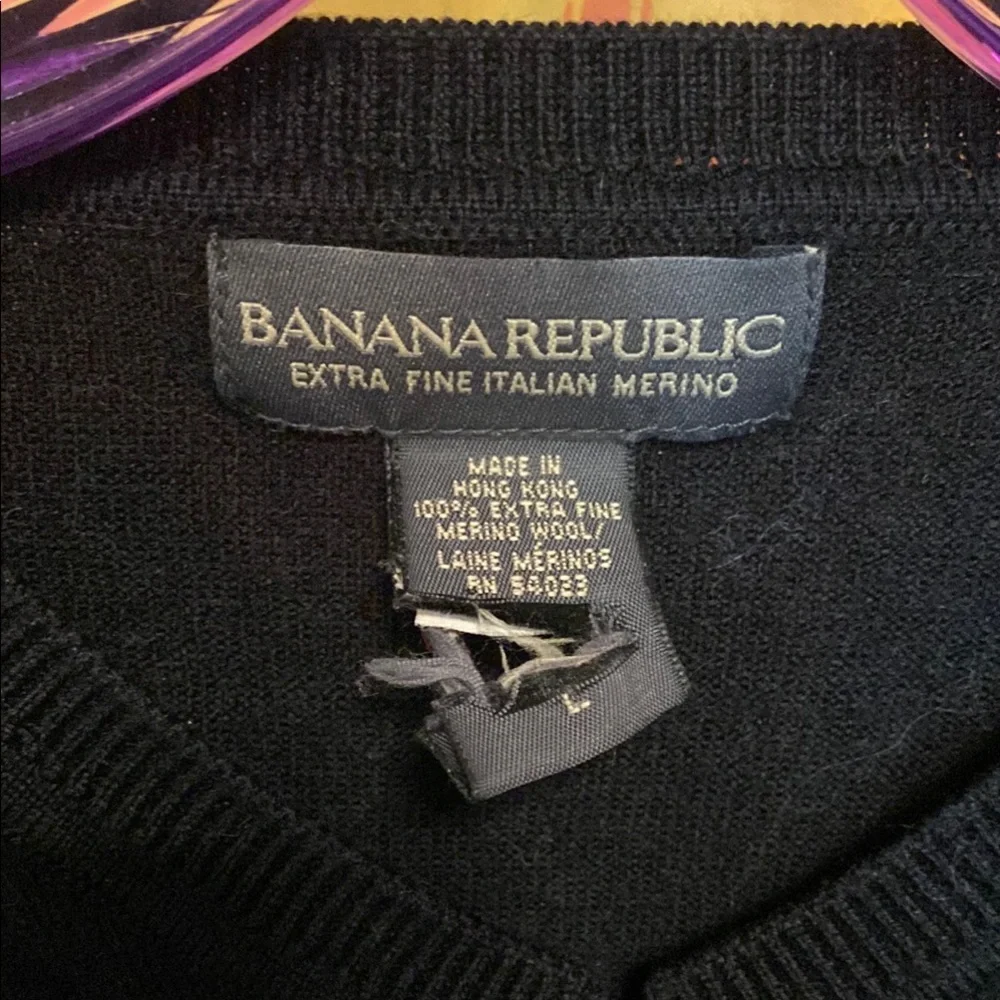 BANANA REPUBLIC
EXTRA FINE ITALIAN MERINO
MADE IN
HONG KONG
100% EXTRA FINE
MERINO WOOL/
LAINE MÉRINOS
RN 54023
L